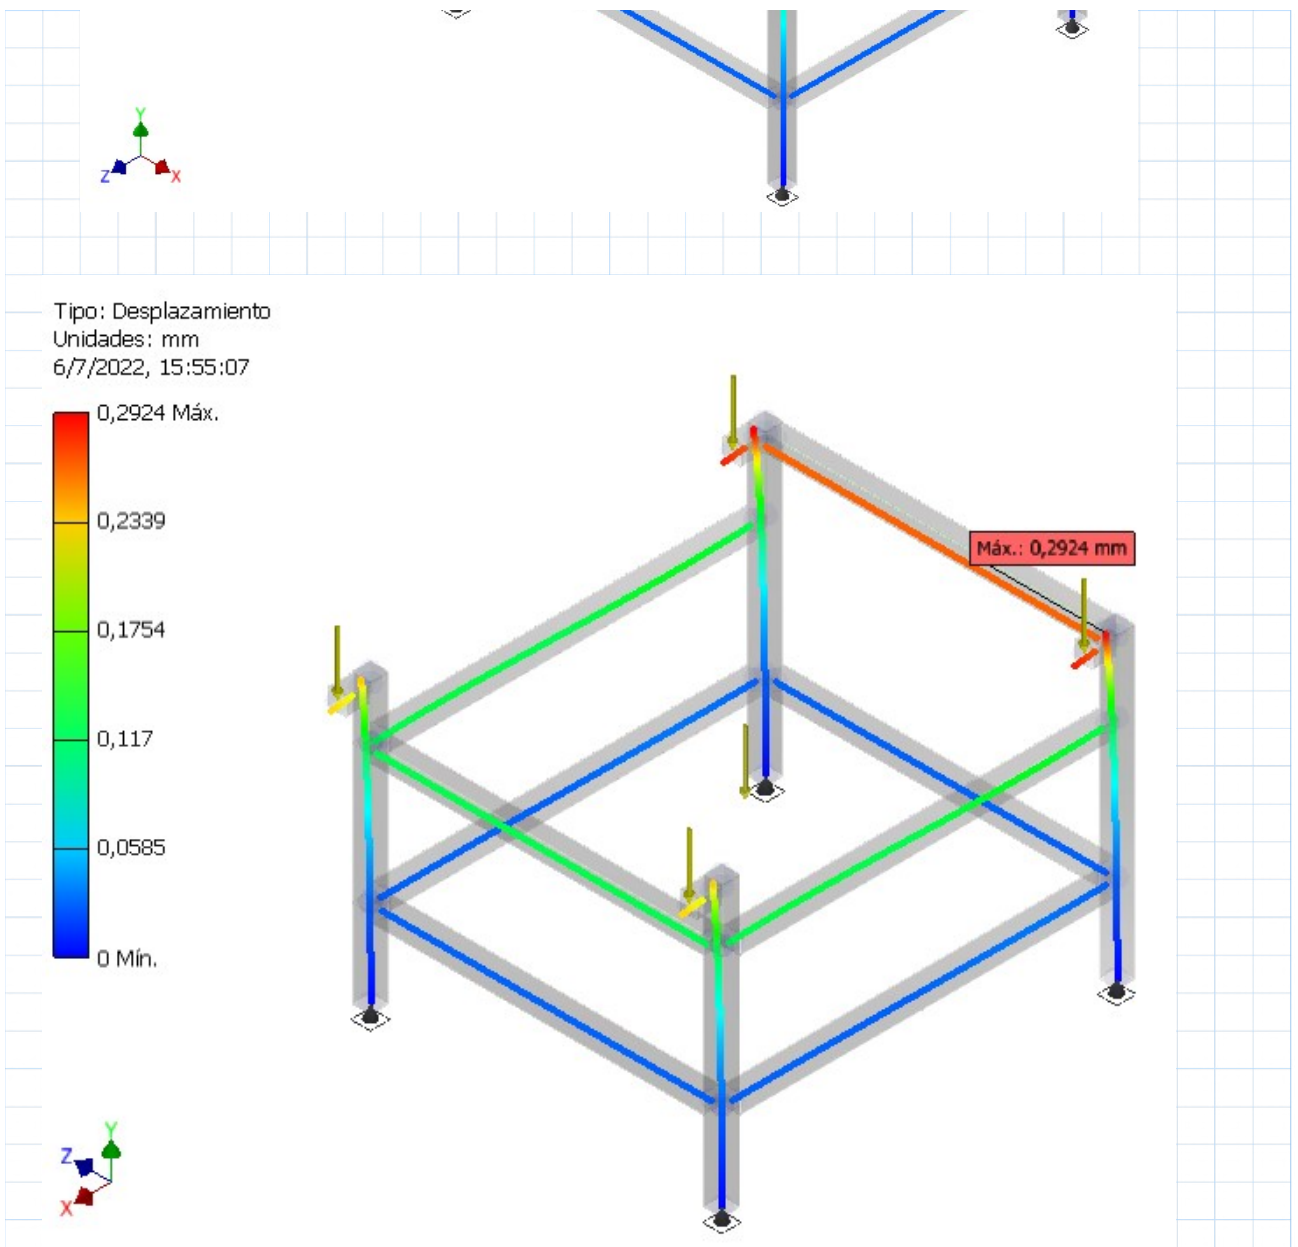 Y
Z
X
Tipo: Desplazamiento
Unidades: mm
6/7/2022, 15:55:07
0,2924 Máx.
0,2339
0,1754
0,117
0,0585
0 Mín.
Máx.: 0,2924 mm
Y
Z
X